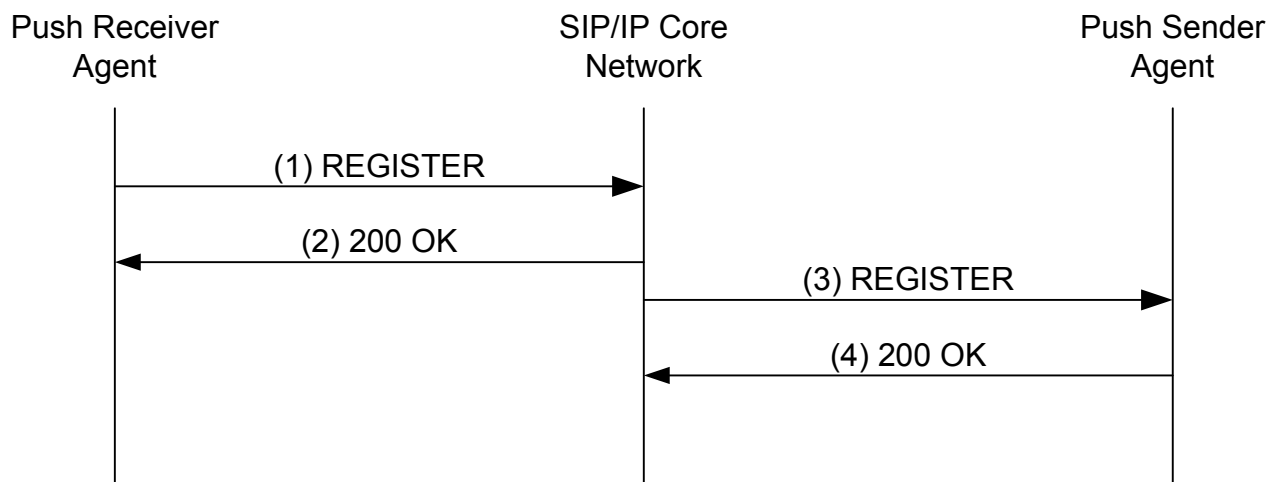 Push Receiver
Agent
SIP/IP Core
Network
Push Sender
Agent
(1) REGISTER
(2) 200 OK
(3) REGISTER
(4) 200 OK